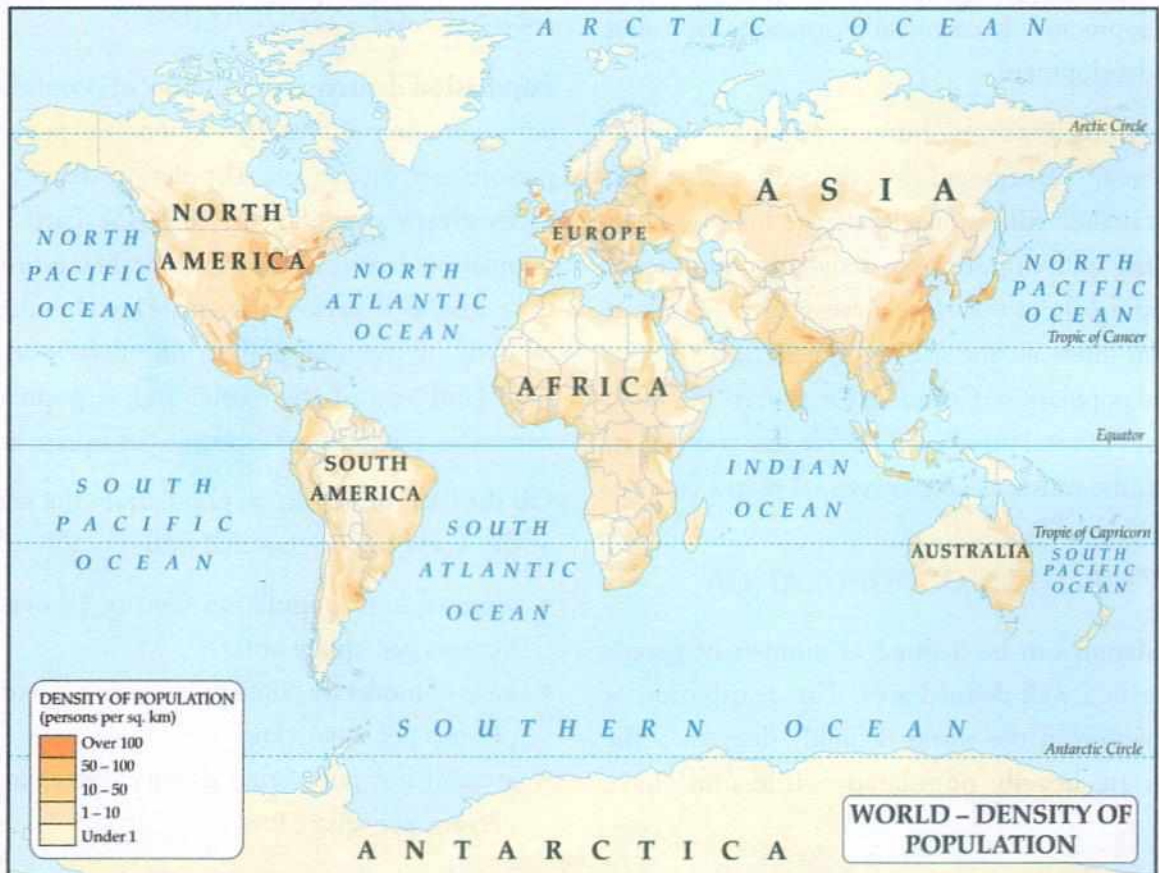 ARCTIC OCEAN
Arctic Circle
NORTH
AMERICA
ASIA
EUROPE
NORTH
PACIFIC
OCEAN
NORTH
ATLANTIC
OCEAN
NORTH
PACIFIC
OCEAN
Tropic of Cancer
AFRICA
Equator
SOUTH
AMERICA
INDIAN
OCEAN
SOUTH
PACIFIC
OCEAN
SOUTH
ATLANTIC
OCEAN
Tropic of Capricorn
AUSTRALIA
SOUTH
PACIFIC
OCEAN
DENSITY OF POPULATION
(persons per sq. km)
Over 100
50 – 100
10 – 50
1 – 10
Under 1
SOUTHERN OCEAN
Antarctic Circle
ANTARCTICA
WORLD – DENSITY OF
POPULATION